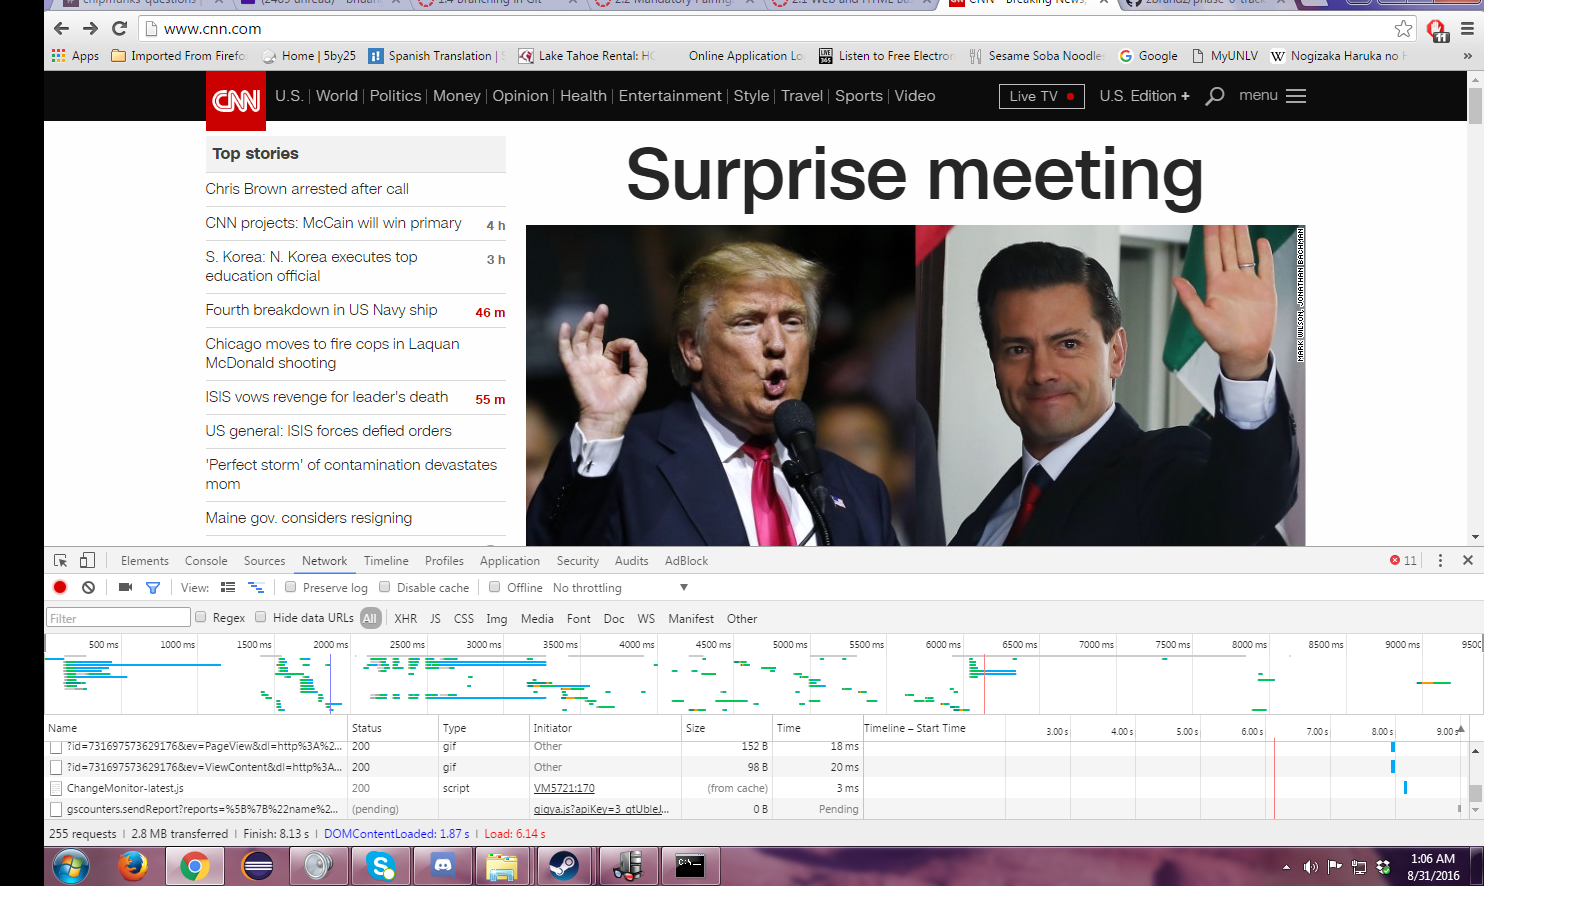 www.cnn.com
Apps Imported From Firefo Home | 5by25 Spanish Translation | Lake Tahoe Rental: HC Online Application Lo Listen to Free Electron Sesame Soba Noodle Google MyUNLV Nogizaka Haruka no H »
CNN U.S. World Politics Money Opinion Health Entertainment Style Travel Sports Video Live TV U.S. Edition + menu
Top stories
Chris Brown arrested after call
CNN projects: McCain will win primary 4 h
S. Korea: N. Korea executes top
education official 3 h
Fourth breakdown in US Navy ship 46 m
Chicago moves to fire cops in Laquan
McDonald shooting
ISIS vows revenge for leader's death 55 m
US general: ISIS forces defied orders
'Perfect storm' of contamination devastates
mom
Maine gov. considers resigning
Surprise meeting
MARK WILSON, JONATHAN BACHMAN
Elements Console Sources Network Timeline Profiles Application Security Audits AdBlock 11
View: Preserve log Disable cache Offline No throttling
Filter Regex Hide data URLs All XHR JS CSS Img Media Font Doc WS Manifest Other
500 ms 1000 ms 1500 ms 2000 ms 2500 ms 3000 ms 3500 ms 4000 ms 4500 ms 5000 ms 5500 ms 6000 ms 6500 ms 7000 ms 7500 ms 8000 ms 8500 ms 9000 ms 9500
Name Status Type Initiator Size Time Timeline – Start Time 3.00 s 4.00 s 5.00 s 6.00 s 7.00 s 8.00 s 9.00 s
?id=731697573629176&ev=PageView&dl=http%3A%2... 200 gif Other 152 B 18 ms
?id=731697573629176&ev=ViewContent&dl=http%3A... 200 gif Other 98 B 20 ms
ChangeMonitor-latest.js 200 script VM5721:170 (from cache) 3 ms
gscounters.sendReport?reports=%5B%7B%22name%2... (pending) gigya.js?apiKey=3_qtUbleJ... 0 B Pending
255 requests | 2.8 MB transferred | Finish: 8.13 s | DOMContentLoaded: 1.87 s | Load: 6.14 s
1:06 AM
8/31/2016